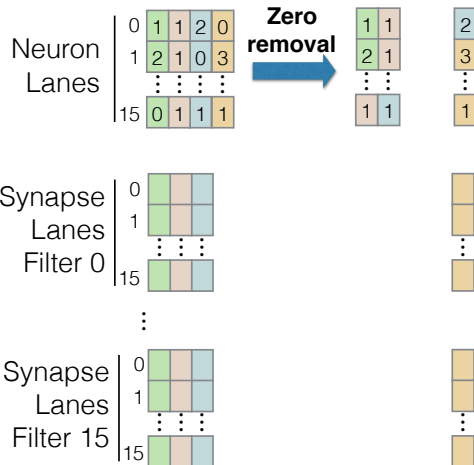 Neuron
Lanes
0 1 1 2 0
1 2 1 0 3
15 0 1 1 1
Zero
removal
1 1 2
2 1 3
1 1 1
Synapse
Lanes
Filter 0
0
1
15
Synapse
Lanes
Filter 15
0
1
15